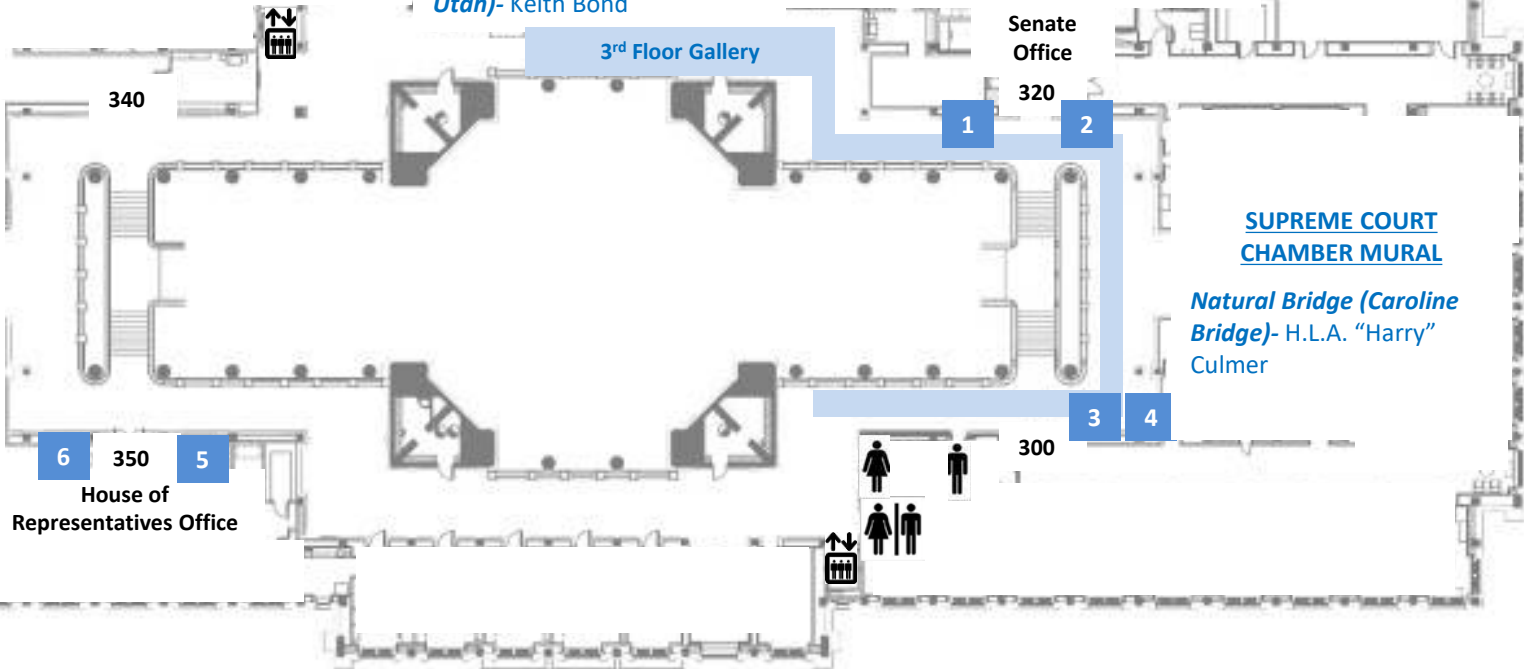 Utah)- Keith Bond
3rd Floor Gallery
Senate
Office
320
340
1
2
SUPREME COURT
CHAMBER MURAL
Natural Bridge (Caroline
Bridge)- H.L.A. “Harry”
Culmer
3
4
300
6
350
5
House of
Representatives Office